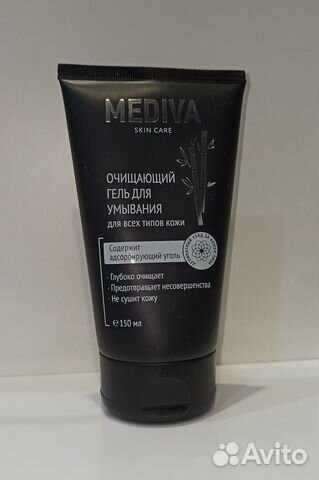 MEDIVA
SKIN CARE
ОЧИЩАЮЩИЙ
ГЕЛЬ ДЛЯ
УМЫВАНИЯ
для всех типов кожи
Содержит
адсорбирующий уголь
· Глубоко очищает
· Предотвращает несовершенства
· Не сушит кожу
℮ 150 мл
Avito